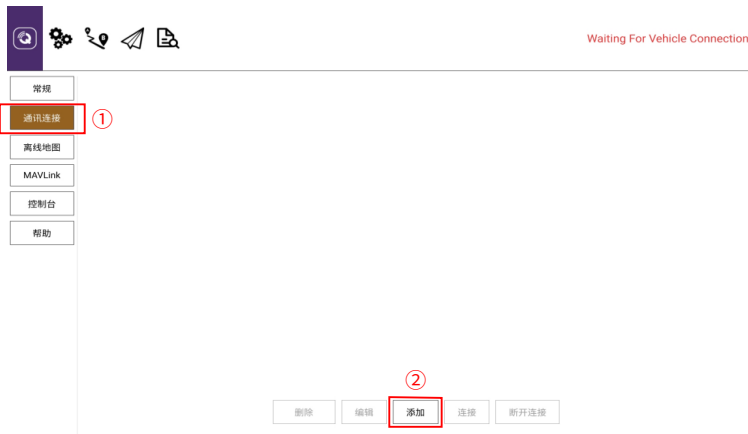 Waiting For Vehicle Connection
常规
通讯连接
①
离线地图
MAVLink
控制台
帮助
②
删除
编辑
添加
连接
断开连接